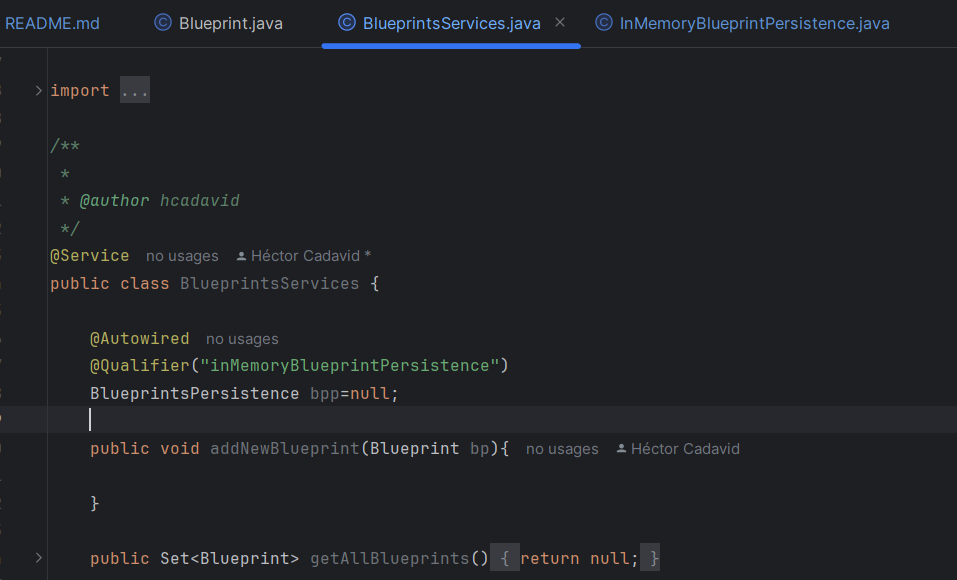 README.md Blueprint.java BlueprintsServices.java InMemoryBlueprintPersistence.java
import ...
/**
*
* @author hcadavid
*/
@Service no usages Héctor Cadavid *
public class BlueprintsServices {
@Autowired no usages
@Qualifier("inMemoryBlueprintPersistence")
BlueprintsPersistence bpp=null;
public void addNewBlueprint(Blueprint bp){ no usages Héctor Cadavid
}
public Set<Blueprint> getAllBlueprints() { return null; }